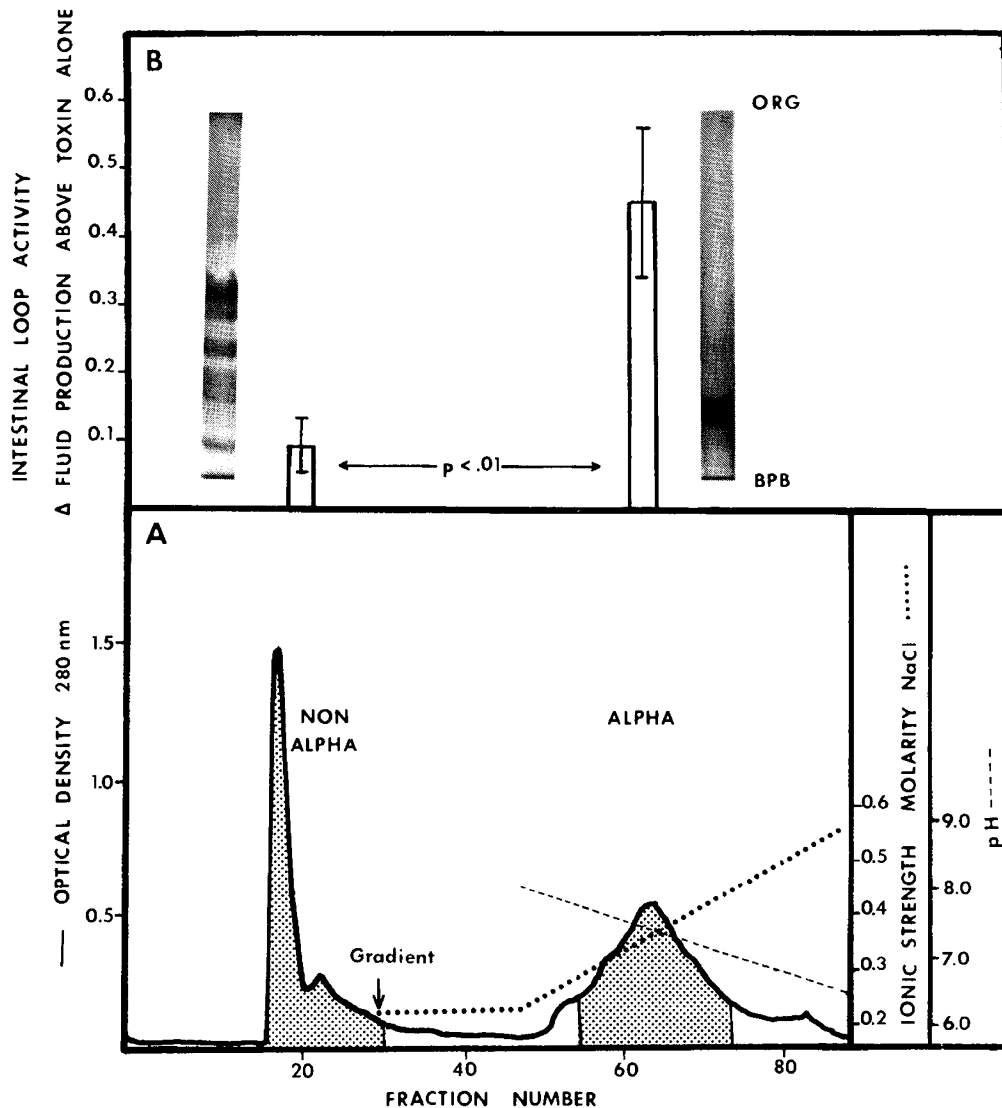 INTESTINAL LOOP ACTIVITY
Δ FLUID PRODUCTION ABOVE TOXIN ALONE
B
0.6
0.5
0.4
0.3
0.2
0.1
ORG
BPB
p < .01
A
OPTICAL DENSITY 280 nm
1.5
1.0
0.5
NON
ALPHA
ALPHA
Gradient
0.6
0.5
0.4
0.3
0.2
IONIC STRENGTH MOLARITY NaCl
9.0
8.0
7.0
6.0
pH
20
40
60
80
FRACTION NUMBER